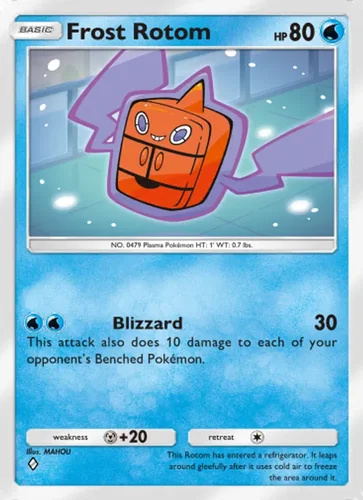 BASIC Frost Rotom HP 80
NO. 0479 Plasma Pokémon HT: 1' WT: 0.7 lbs.
Blizzard 30
This attack also does 10 damage to each of your
opponent's Benched Pokémon.
weakness +20 retreat
Illus. MAHOU
This Rotom has entered a refrigerator. It leaps
around gleefully after it uses cold air to freeze
the area around it.